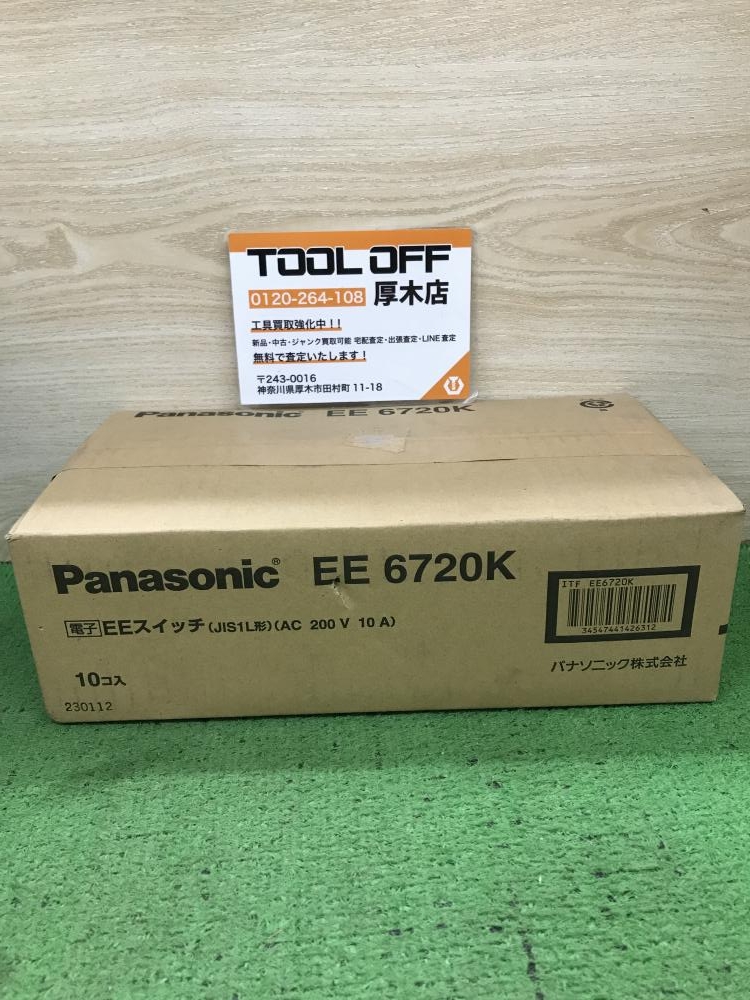 TOOL OFF
0120-264-108 厚木店
工具買取強化中！！
新品・中古・ジャンク買取可能 宅配査定・出張査定・LINE査定
無料で査定いたします！
〒243-0016
神奈川県厚木市田村町 11-18
Panasonic EE 6720K
Panasonic® EE 6720K
電子 EEスイッチ(JIS1L形)(AC 200 V 10 A)
10コ入
230112
ITF EE6720K
34547441426312
パナソニック株式会社